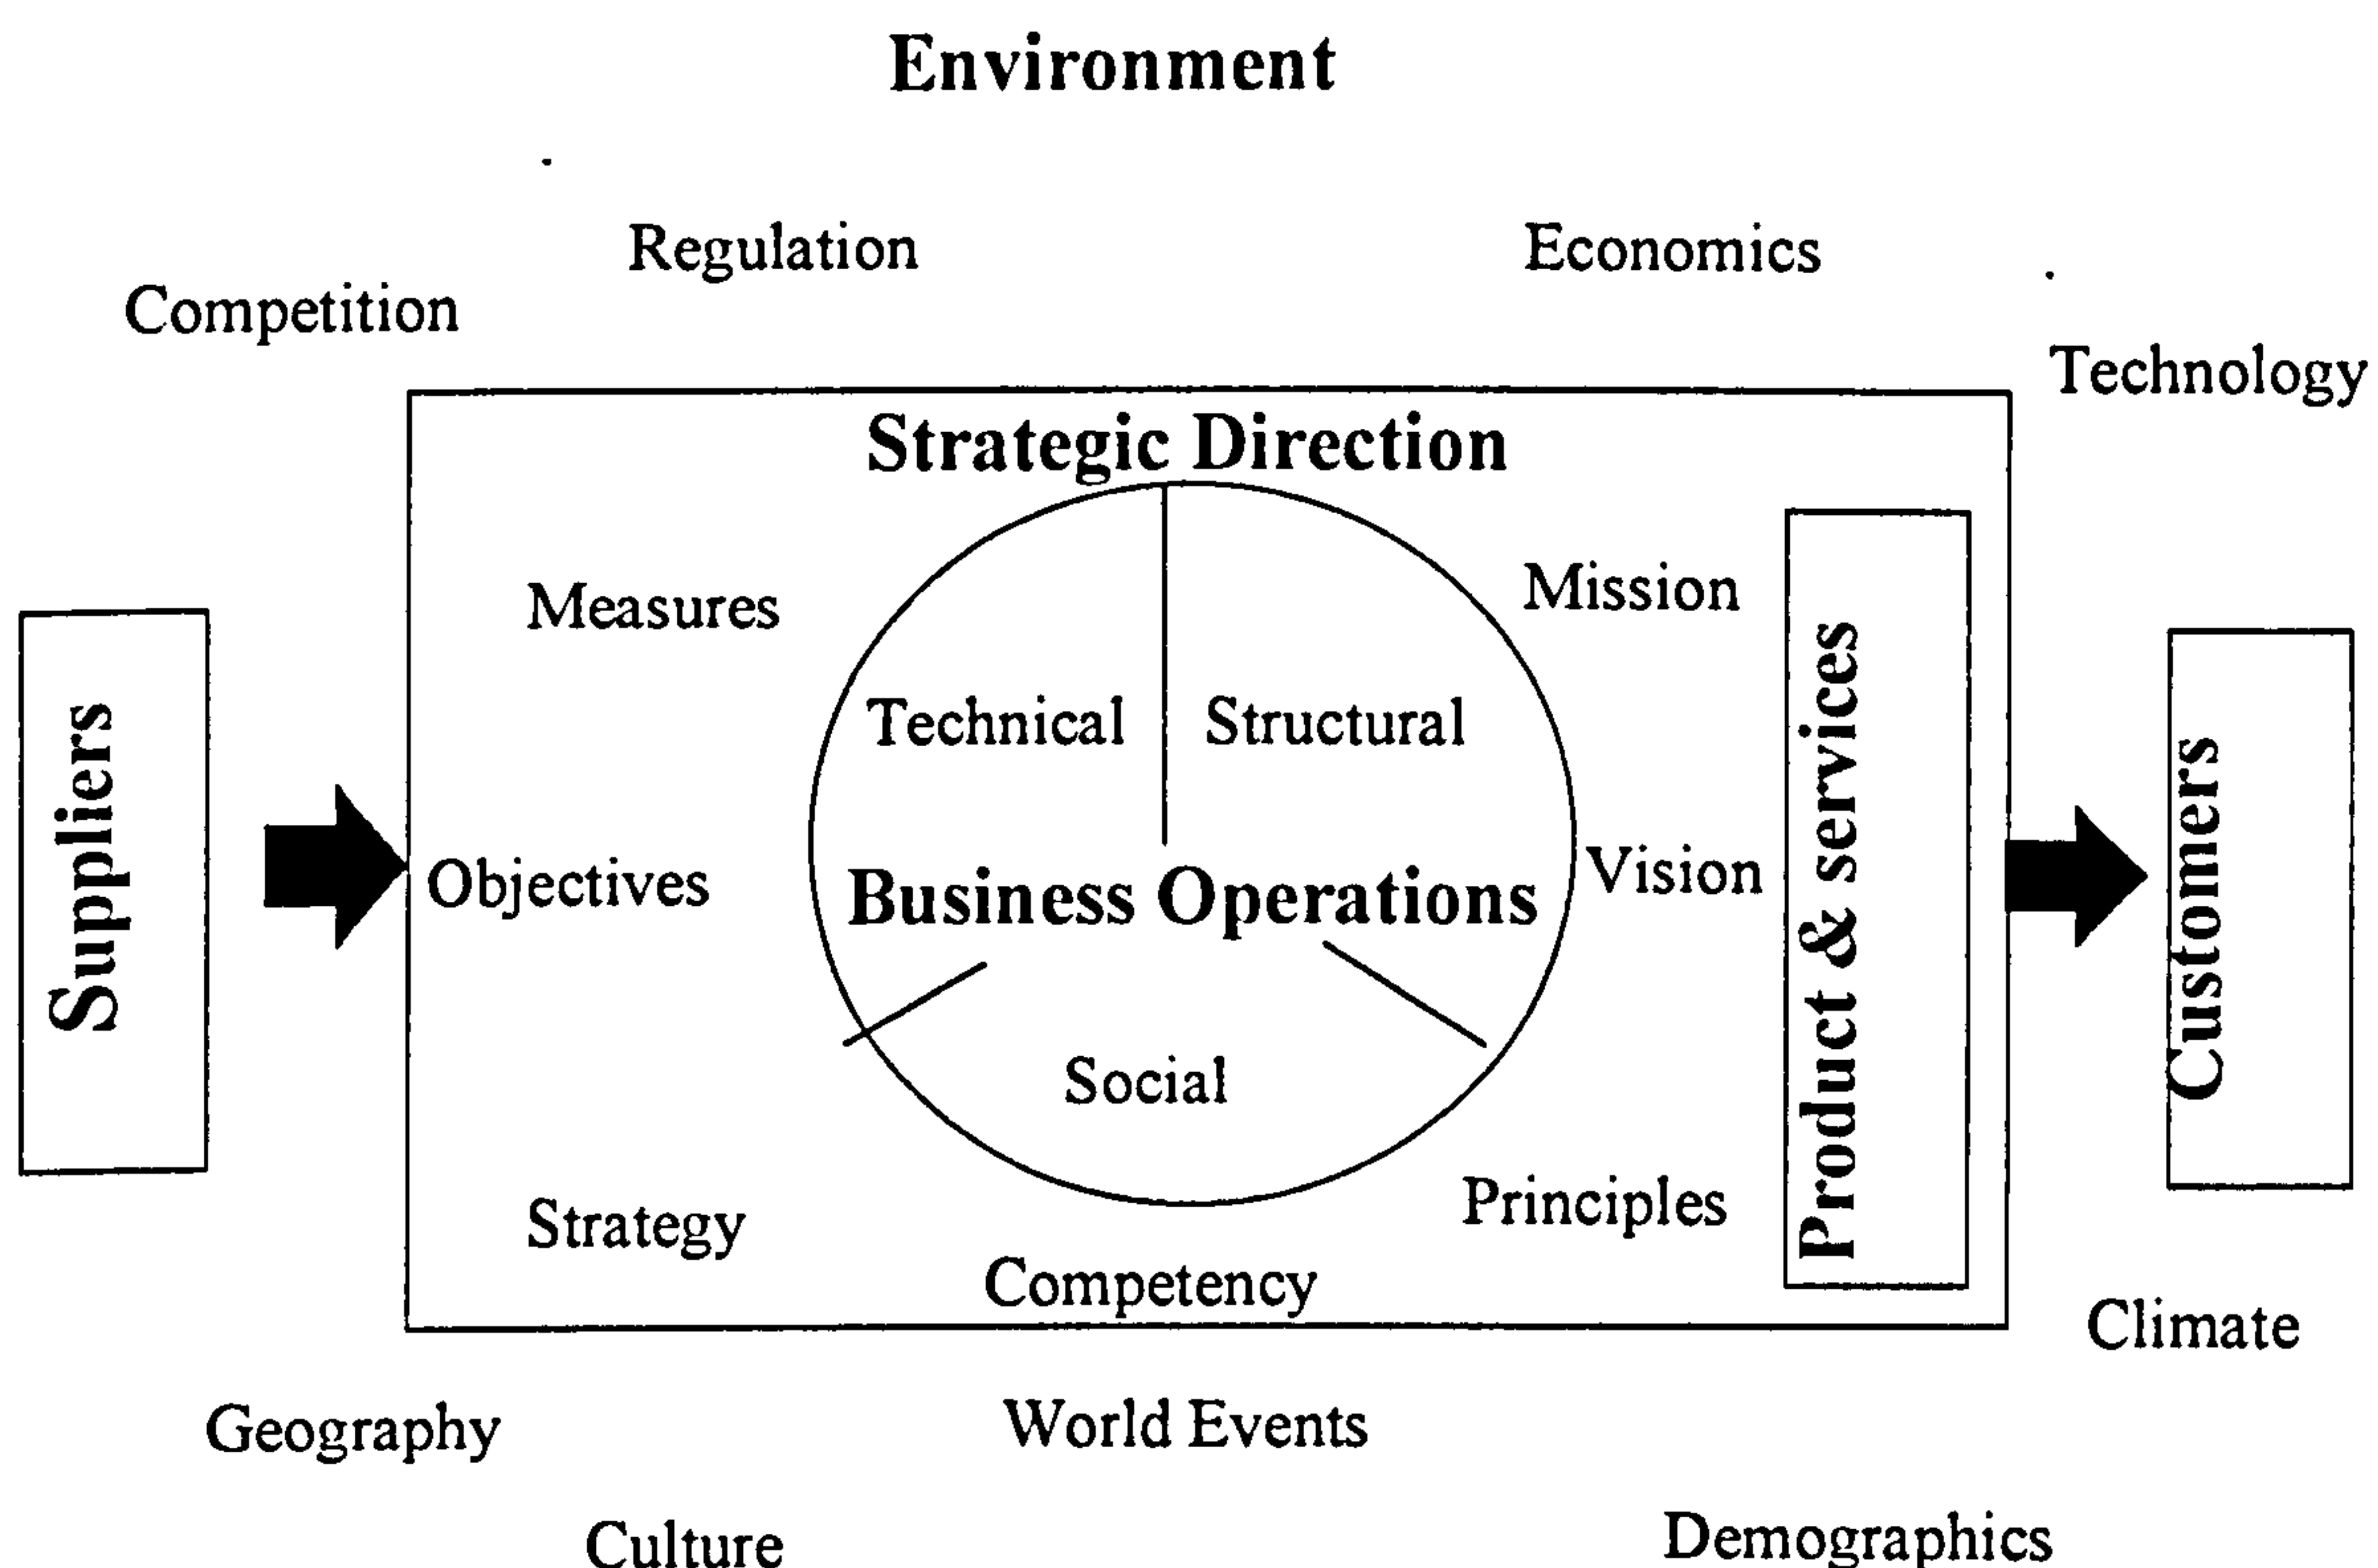 Environment
Regulation
Economics
Competition
Technology
Strategic Direction
Measures
Mission
Technical
Structural
Suppliers
Objectives
Business Operations
Vision
Product & services
Customers
Social
Strategy
Principles
Competency
Climate
Geography
World Events
Culture
Demographics